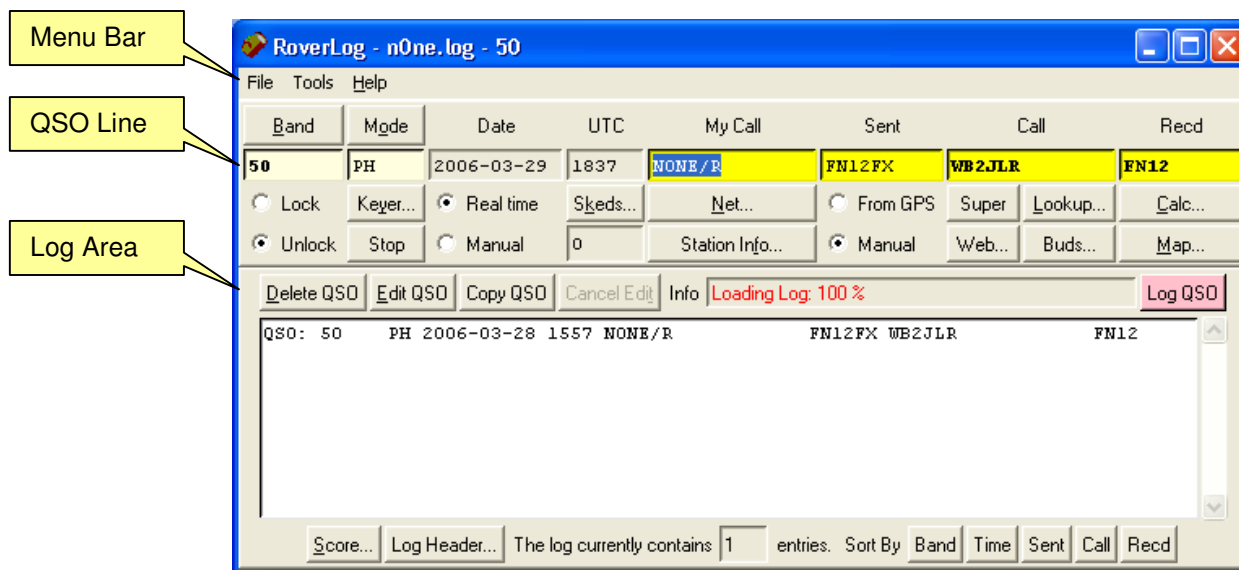 Menu Bar
RoverLog - n0ne.log - 50
File Tools Help
QSO Line
Band Mode Date UTC My Call Sent Call Recd
50 PH 2006-03-29 1837 NONE/R FN12FX WB2JLR FN12
Lock Keyer... Real time Skeds... Net... From GPS Super Lookup... Calc...
Log Area
Unlock Stop Manual 0 Station Info... Manual Web... Buds... Map...
Delete QSO Edit QSO Copy QSO Cancel Edit Info Loading Log: 100 % Log QSO
QSO: 50 PH 2006-03-28 1557 NONE/R FN12FX WB2JLR FN12
Score... Log Header... The log currently contains 1 entries. Sort By Band Time Sent Call Recd